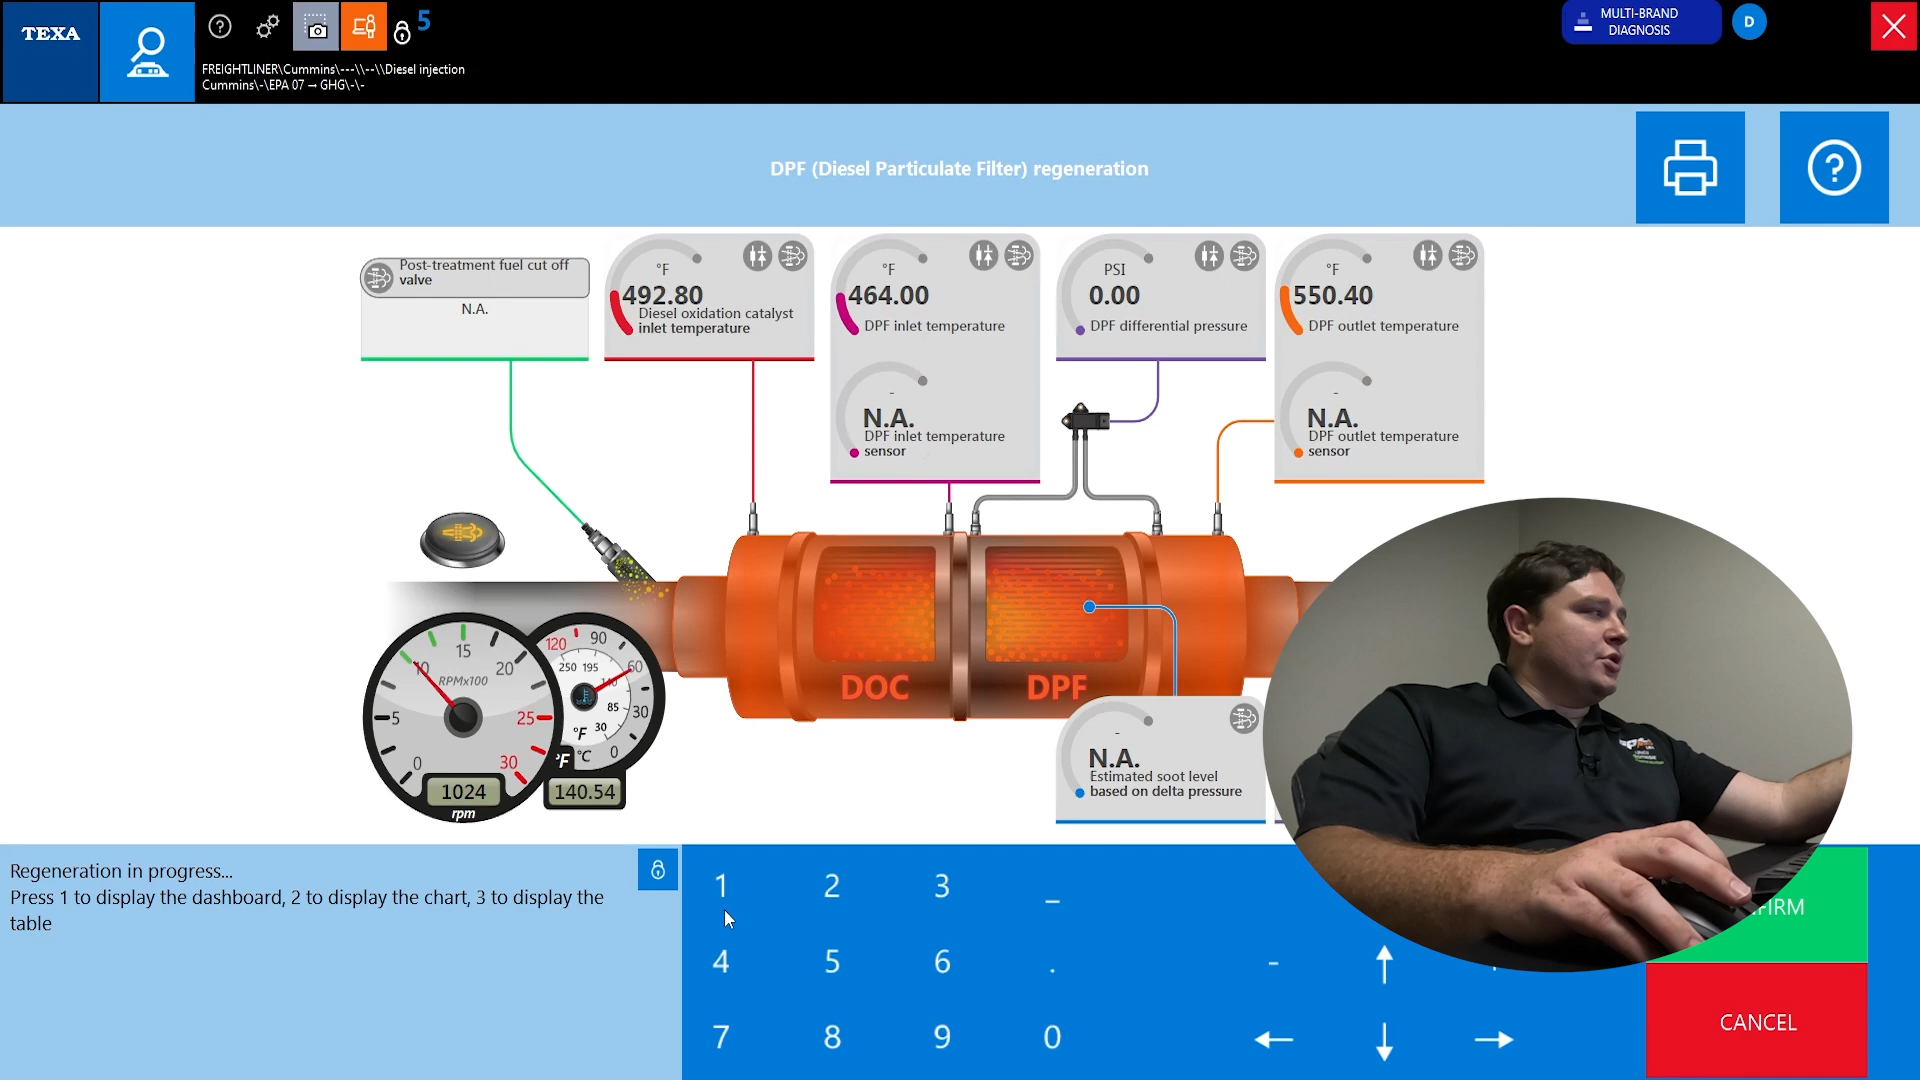 TEXA
5
FREIGHTLINER\Cummins\---\\--\\Diesel injection
Cummins\-\EPA 07 → GHG\-\-
MULTI-BRAND
DIAGNOSIS
D
DPF (Diesel Particulate Filter) regeneration
Post-treatment fuel cut off
valve
N.A.
°F
492.80
Diesel oxidation catalyst
inlet temperature
°F
464.00
DPF inlet temperature
-
N.A.
DPF inlet temperature
sensor
PSI
0.00
DPF differential pressure
°F
550.40
DPF outlet temperature
-
N.A.
DPF outlet temperature
sensor
DOC
DPF
0
5
10
15
20
25
30
RPMx100
1024
rpm
120
90
60
30
0
250
195
140
85
30
°F
°C
°F
140.54
-
N.A.
Estimated soot level
based on delta pressure
Regeneration in progress...
Press 1 to display the dashboard, 2 to display the chart, 3 to display the
table
1 2 3 _
4 5 6 . -
7 8 9 0
CANCEL